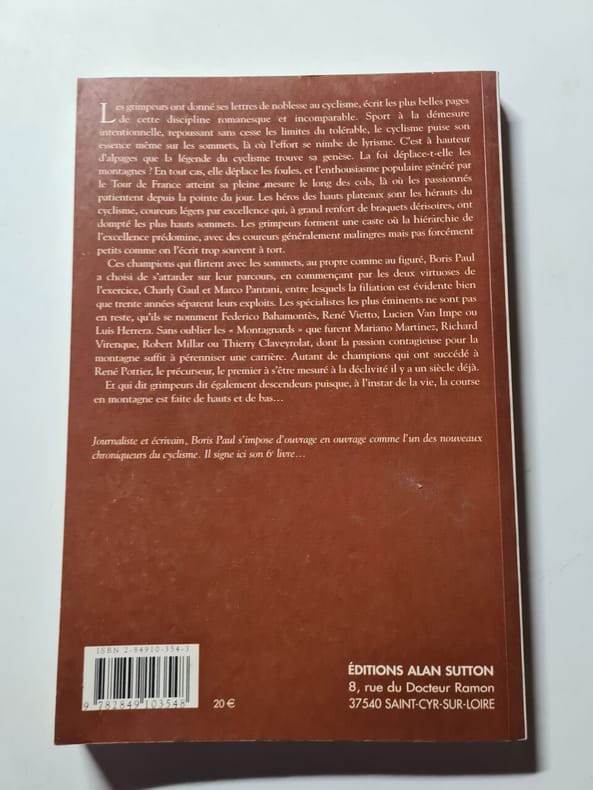 Les grimpeurs ont donné ses lettres de noblesse au cyclisme, écrit les plus belles pages
de cette discipline romanesque et incomparable. Sport à la démesure
intentionnelle, repoussant sans cesse les limites du tolérable, le cyclisme puise son
essence même sur les sommets, là où l'effort se nimbe de lyrisme. C'est à hauteur
d'alpages que la légende du cyclisme trouve sa genèse. La foi déplace-t-elle les
montagnes ? En tout cas, elle déplace les foules, et l'enthousiasme populaire généré par
le Tour de France atteint sa pleine mesure le long des cols, là où les passionnés
patientent depuis la pointe du jour. Les héros des hauts plateaux sont les hérauts du
cyclisme, coureurs légers par excellence qui, à grand renfort de braquets dérisoires, ont
dompté les plus hauts sommets. Les grimpeurs forment une caste où la hiérarchie de
l'excellence prédomine, avec des coureurs généralement malingres mais pas forcément
petits comme on l'écrit trop souvent à tort.
Ces champions qui flirtent avec les sommets, au propre comme au figuré, Boris Paul
a choisi de s'attarder sur leur parcours, en commençant par les deux virtuoses de
l'exercice, Charly Gaul et Marco Pantani, entre lesquels la filiation est évidente bien
que trente années séparent leurs exploits. Les spécialistes les plus éminents ne sont pas
en reste, qu'ils se nomment Federico Bahamontès, René Vietto, Lucien Van Impe ou
Luis Herrera. Sans oublier les « Montagnards » que furent Mariano Martinez, Richard
Virenque, Robert Millar ou Thierry Claveyrolat, dont la passion contagieuse pour la
montagne suffit à pérenniser une carrière. Autant de champions qui ont succédé à
René Pottier, le précurseur, le premier à s'être mesuré à la déclivité il y a un siècle déjà.
Et qui dit grimpeurs dit également descendeurs puisque, à l'instar de la vie, la course
en montagne est faite de hauts et de bas…
Journaliste et écrivain, Boris Paul s'impose d'ouvrage en ouvrage comme l'un des nouveaux
chroniqueurs du cyclisme. Il signe ici son 6e livre…
ISBN 2-84910-354-3
9 782849 103548
20 €
ÉDITIONS ALAN SUTTON
8, rue du Docteur Ramon
37540 SAINT-CYR-SUR-LOIRE